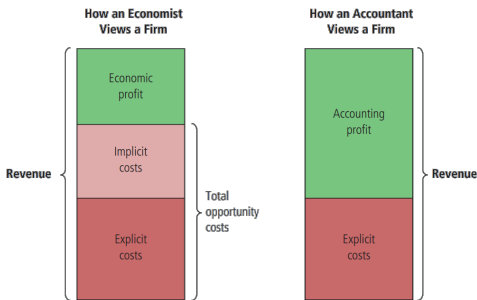 How an Economist
Views a Firm
How an Accountant
Views a Firm
Economic
profit
Implicit
costs
Explicit
costs
Revenue
Total
opportunity
costs
Accounting
profit
Explicit
costs
Revenue